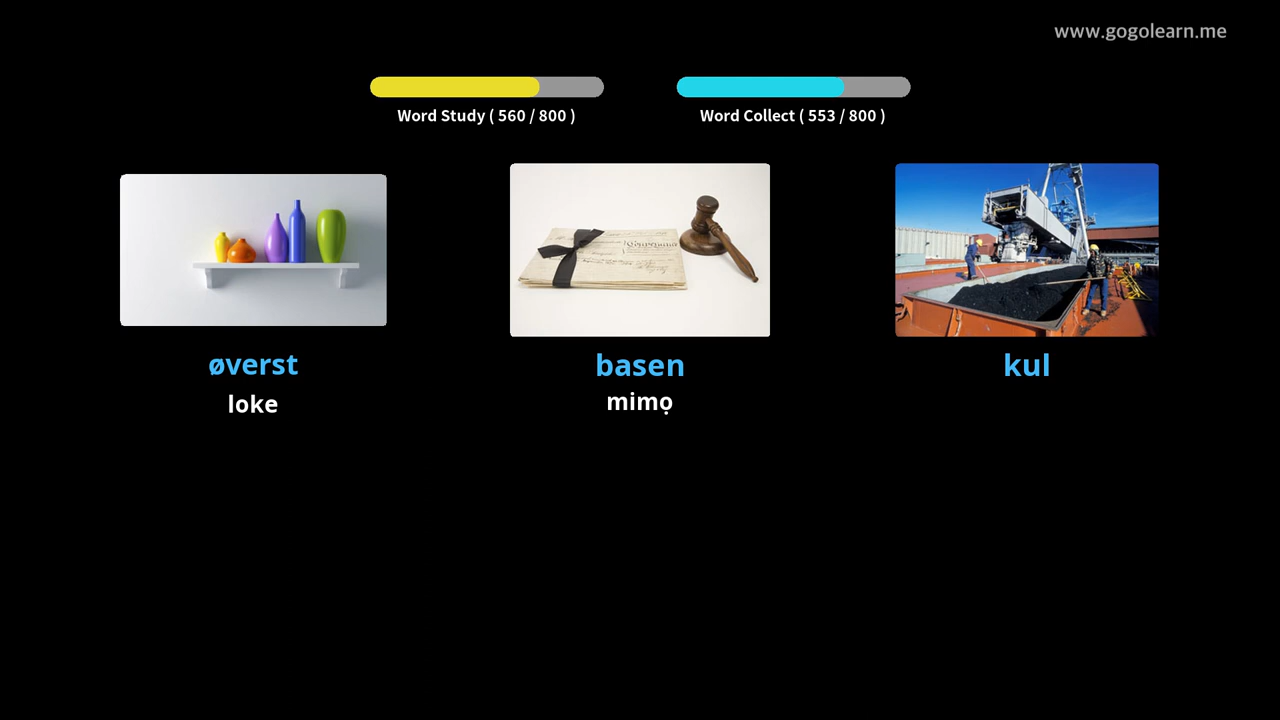 www.gogolearn.me
Word Study ( 560 / 800 )
Word Collect ( 553 / 800 )
øverst
basen
kul
loke
mimọ